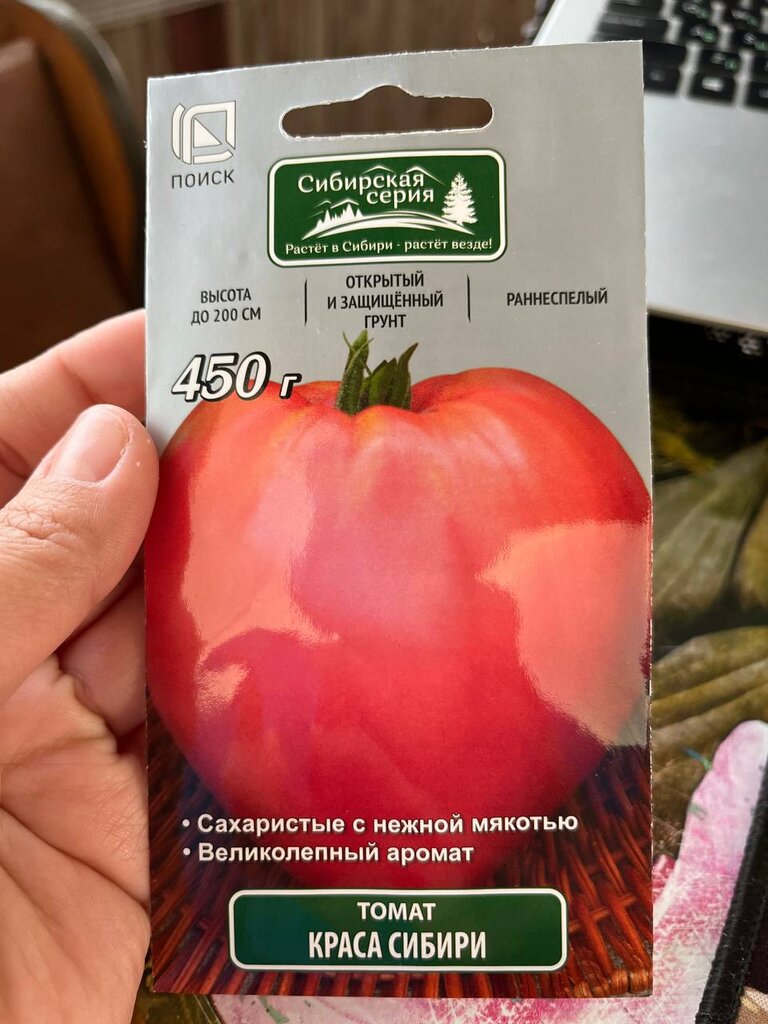 ПОИСК
Сибирская
серия
Растёт в Сибири - растёт везде!
ВЫСОТА
ДО 200 СМ
ОТКРЫТЫЙ
И ЗАЩИЩЁННЫЙ
ГРУНТ
РАННЕСПЕЛЫЙ
450 г
• Сахаристые с нежной мякотью
• Великолепный аромат
ТОМАТ
КРАСА СИБИРИ